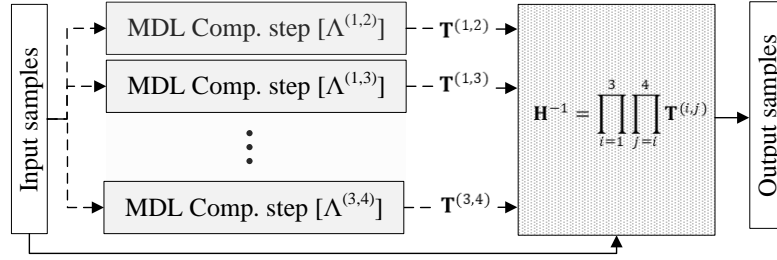 Input samples
MDL Comp. step [Λ^(1,2)]
T^(1,2)
MDL Comp. step [Λ^(1,3)]
T^(1,3)
⋮
MDL Comp. step [Λ^(3,4)]
T^(3,4)
H^−1 = ∏_{i=1}^{3} ∏_{j=i}^{4} T^(i,j)
Output samples